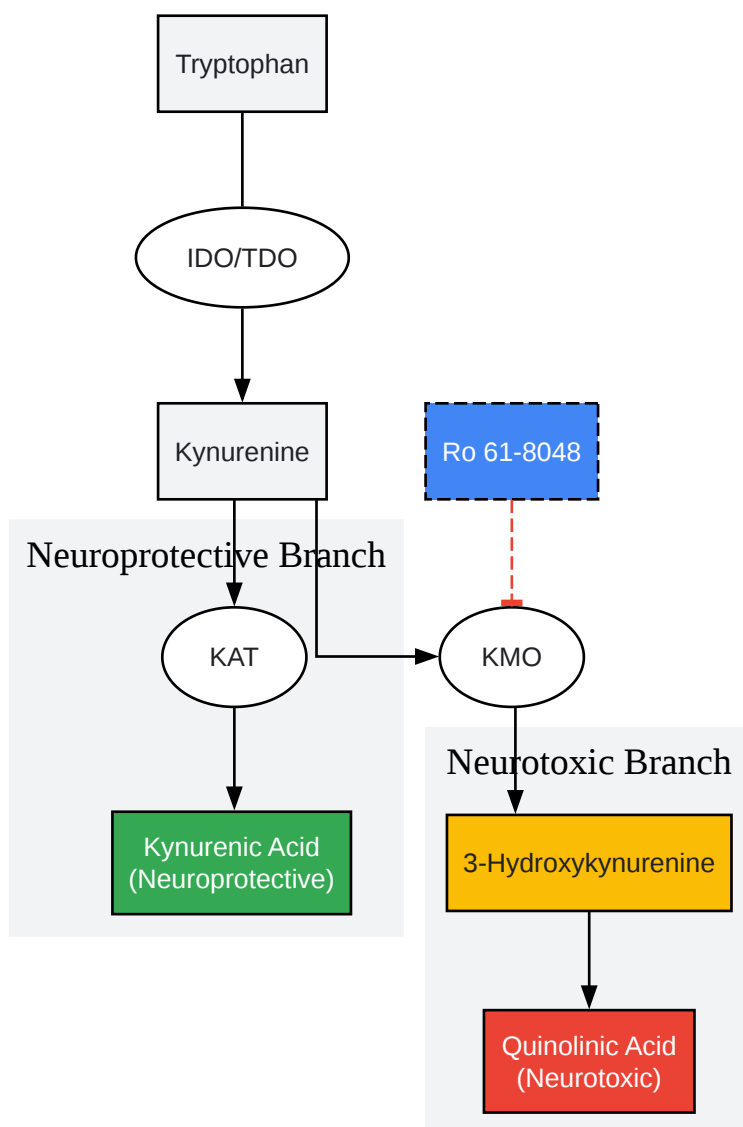 Tryptophan
IDO/TDO
Kynurenine
Ro 61-8048
Neuroprotective Branch
KAT
KMO
Neurotoxic Branch
Kynurenic Acid
(Neuroprotective)
3-Hydroxykynurenine
Quinolinic Acid
(Neurotoxic)